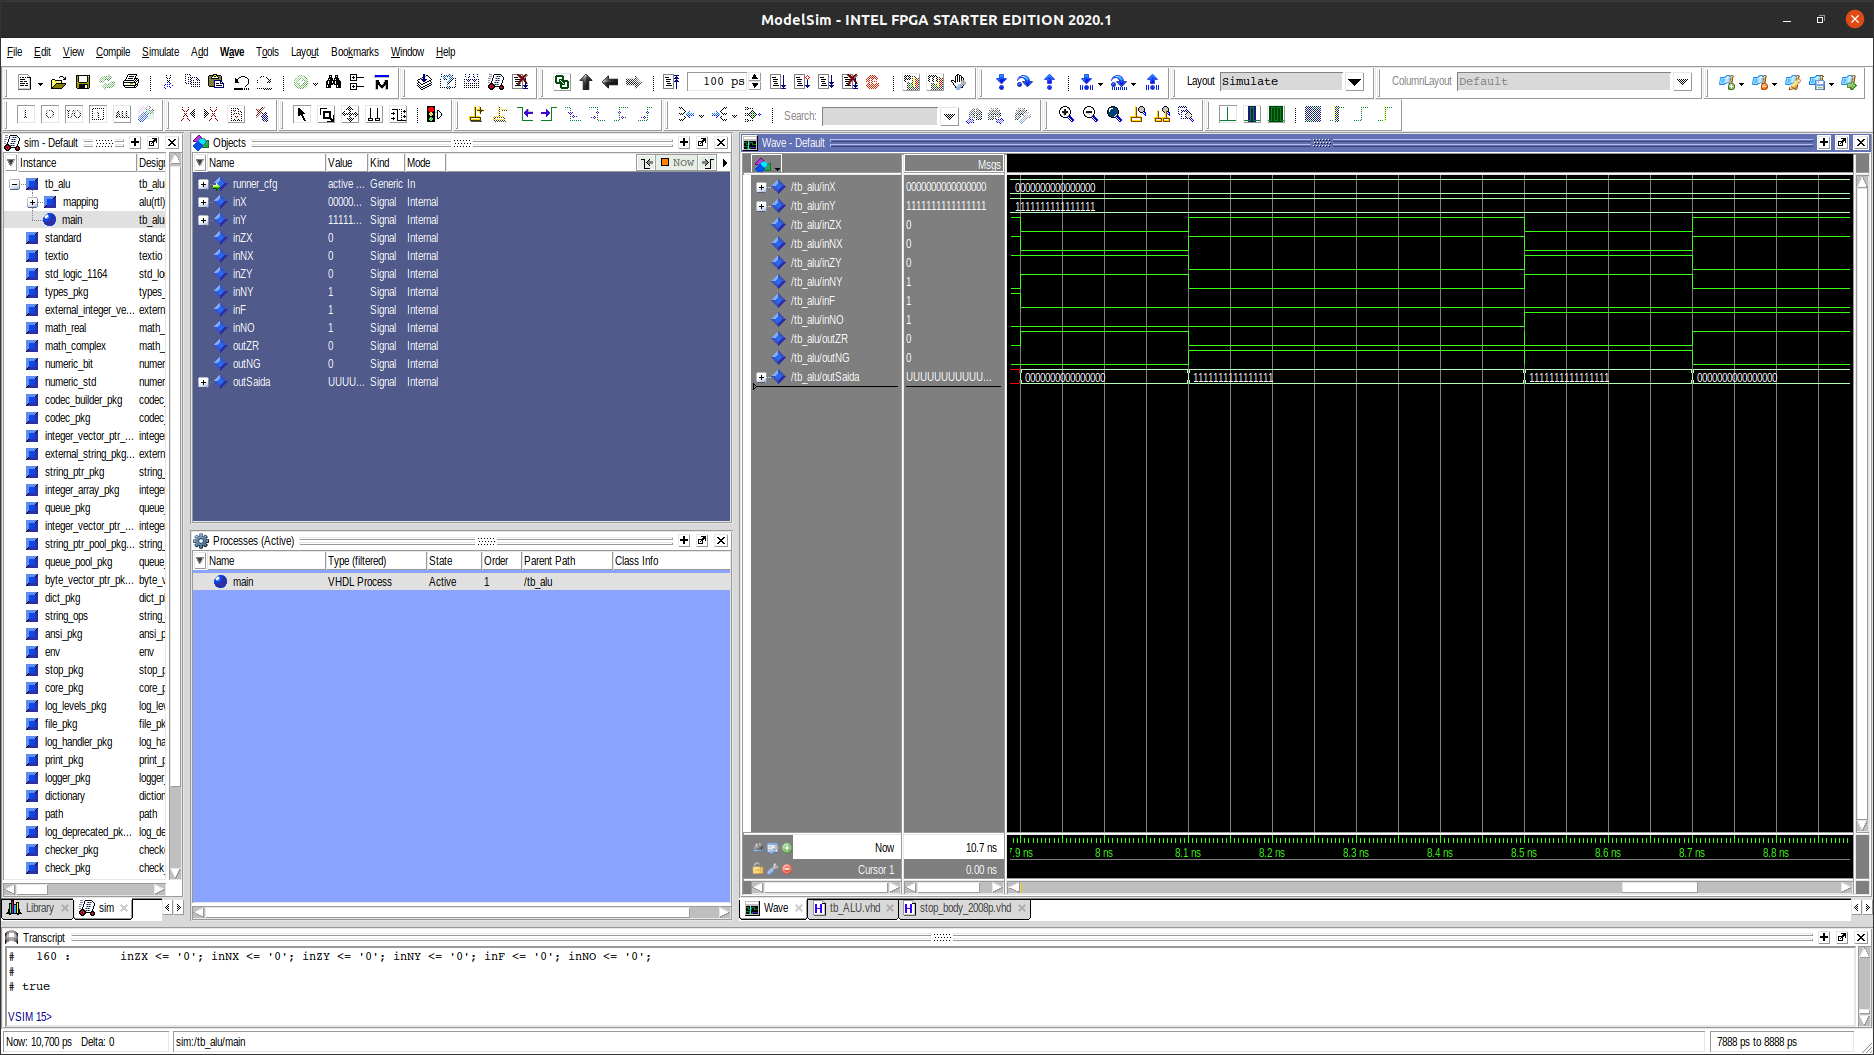 ModelSim - INTEL FPGA STARTER EDITION 2020.1
File Edit View Compile Simulate Add Wave Tools Layout Bookmarks Window Help
100 ps
Layout Simulate
ColumnLayout Default
Search:
sim - Default
Instance Desig
tb_alu tb_alu
mapping alu(rtl)
main tb_alu
standard standa
textio textio
std_logic_1164 std_lo
types_pkg types_
external_integer_ve... extern
math_real math_
math_complex math_
numeric_bit numer
numeric_std numer
codec_builder_pkg codec_
codec_pkg codec_
integer_vector_ptr_... intege
external_string_pkg... extern
string_ptr_pkg string_
integer_array_pkg intege
queue_pkg queue_
integer_vector_ptr_... intege
string_ptr_pool_pkg... string_
queue_pool_pkg queue_
byte_vector_ptr_pk... byte_v
dict_pkg dict_p
string_ops string_
ansi_pkg ansi_p
env env
stop_pkg stop_p
core_pkg core_p
log_levels_pkg log_lev
file_pkg file_pk
log_handler_pkg log_ha
print_pkg print_p
logger_pkg logger_
dictionary diction
path path
log_deprecated_pk... log_de
checker_pkg check
check_pkg check_
Library sim
Objects
Name Value Kind Mode Now
runner_cfg active ... Generic In
inX 00000... Signal Internal
inY 11111... Signal Internal
inZX 0 Signal Internal
inNX 0 Signal Internal
inZY 0 Signal Internal
inNY 1 Signal Internal
inF 1 Signal Internal
inNO 1 Signal Internal
outZR 0 Signal Internal
outNG 0 Signal Internal
outSaida UUUU... Signal Internal
Processes (Active)
Name Type (filtered) State Order Parent Path Class Info
main VHDL Process Active 1 /tb_alu
Wave - Default
Msgs
/tb_alu/inX 0000000000000000 0000000000000000
/tb_alu/inY 1111111111111111 1111111111111111
/tb_alu/inZX 0
/tb_alu/inNX 0
/tb_alu/inZY 0
/tb_alu/inNY 1
/tb_alu/inF 1
/tb_alu/inNO 1
/tb_alu/outZR 0
/tb_alu/outNG 0
/tb_alu/outSaida UUUUUUUUUUU... 0000000000000000 1111111111111111 1111111111111111 0000000000000000
Now 10.7 ns
7.9 ns 8 ns 8.1 ns 8.2 ns 8.3 ns 8.4 ns 8.5 ns 8.6 ns 8.7 ns 8.8 ns
Cursor 1 0.00 ns
Wave tb_ALU.vhd stop_body_2008p.vhd
Transcript
# 160 : inZX <= '0'; inNX <= '0'; inZY <= '0'; inNY <= '0'; inF <= '0'; inNO <= '0';
#
# true
VSIM 15>
Now: 10,700 ps Delta: 0
sim:/tb_alu/main
7888 ps to 8888 ps